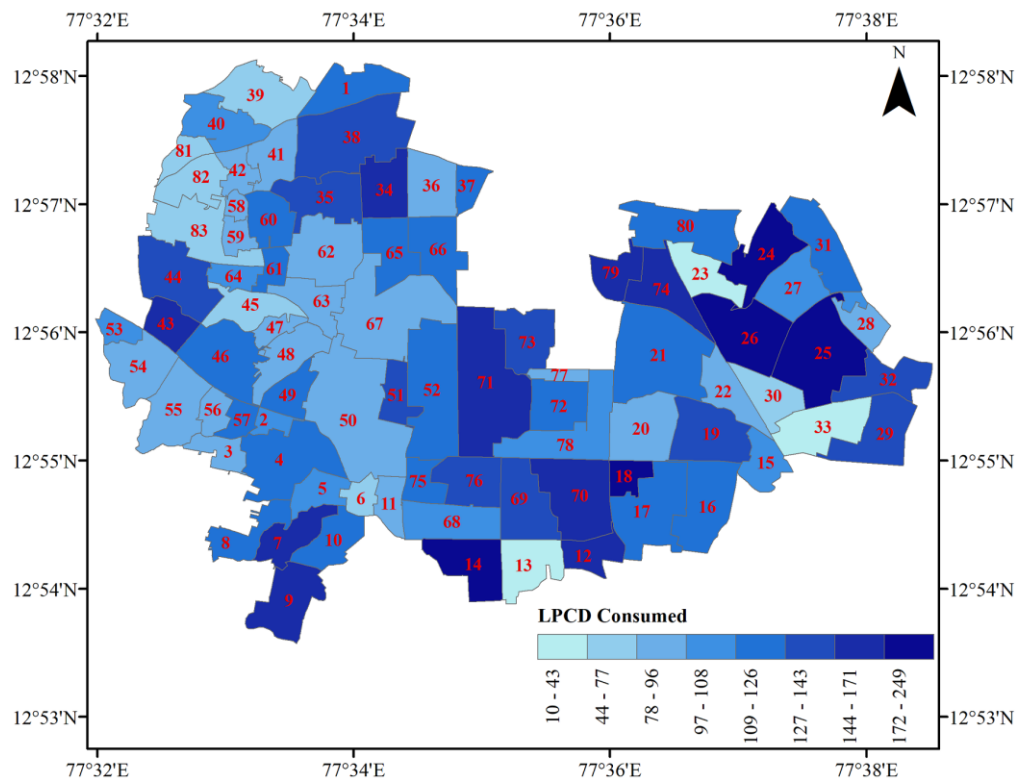 77°32'E 77°34'E 77°36'E 77°38'E
N
12°58'N 12°58'N
39 1
40 38
81 41
82 42 34 36 37
35
58 60 12°57'N 12°57'N
83 59 62 65 66 80 24 31
44 64 61 79 74 23 27
45 63
53 43 47 67 28
12°56'N 12°56'N
46 48 73 21 26 25
54 77 32
55 56 49 51 52 71 72 22 30
57 2 50 20 19 33 29
3 4 78
12°55'N 12°55'N
5 6 11 75 76 69 70 18 15
68 17 16
8 7 10 14 13 12
12°54'N 12°54'N
9
LPCD Consumed
10 - 43
44 - 77
78 - 96
97 - 108
109 - 126
127 - 143
144 - 171
172 - 249
12°53'N 12°53'N
77°32'E 77°34'E 77°36'E 77°38'E